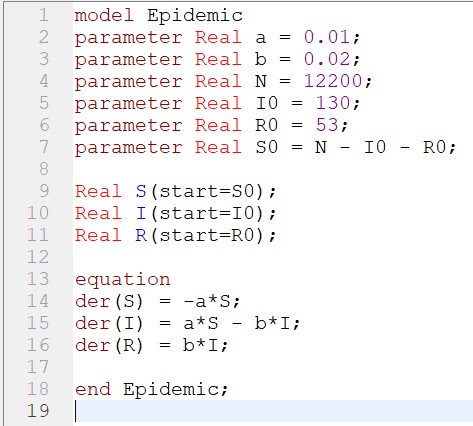 1 model Epidemic
2 parameter Real a = 0.01;
3 parameter Real b = 0.02;
4 parameter Real N = 12200;
5 parameter Real I0 = 130;
6 parameter Real R0 = 53;
7 parameter Real S0 = N - I0 - R0;
8
9 Real S(start=S0);
10 Real I(start=I0);
11 Real R(start=R0);
12
13 equation
14 der(S) = -a*S;
15 der(I) = a*S - b*I;
16 der(R) = b*I;
17
18 end Epidemic;
19